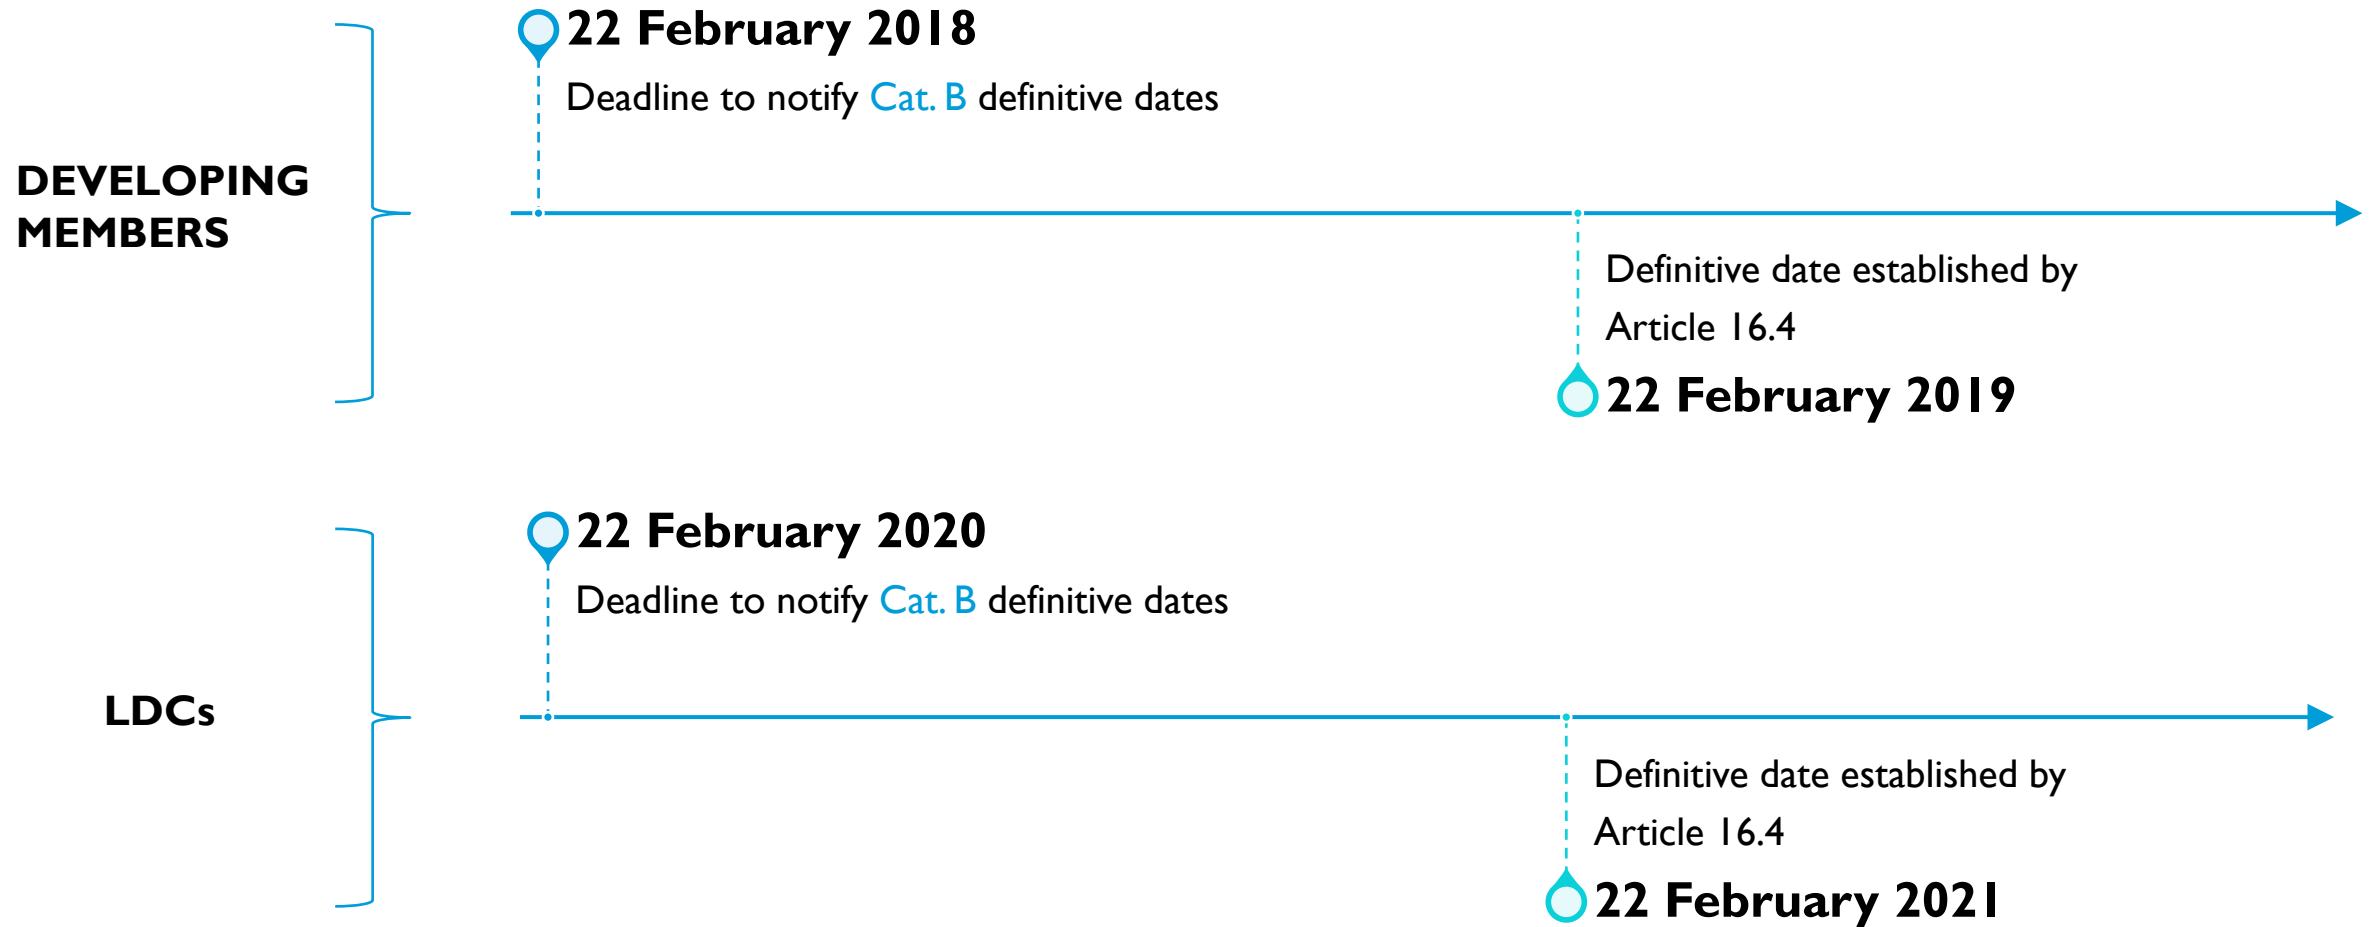 22 February 2018
Deadline to notify Cat. B definitive dates
DEVELOPING
MEMBERS
Definitive date established by
Article 16.4
22 February 2019
22 February 2020
Deadline to notify Cat. B definitive dates
LDCs
Definitive date established by
Article 16.4
22 February 2021